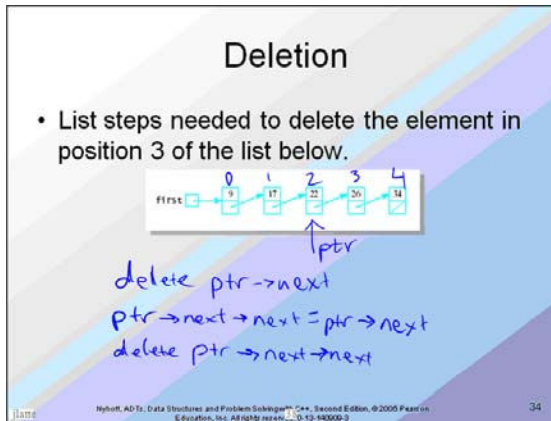 Deletion
• List steps needed to delete the element in
position 3 of the list below.
0 1 2 3 4
first 9 17 22 26 34
ptr
delete ptr->next
ptr->next->next=ptr->next
delete ptr->next->next
jlatte
Nyhoff, ADTs, Data Structures and Problem Solving with C++, Second Edition, © 2005 Pearson
Education, Inc. All rights reserved. 0-13-140909-3
34